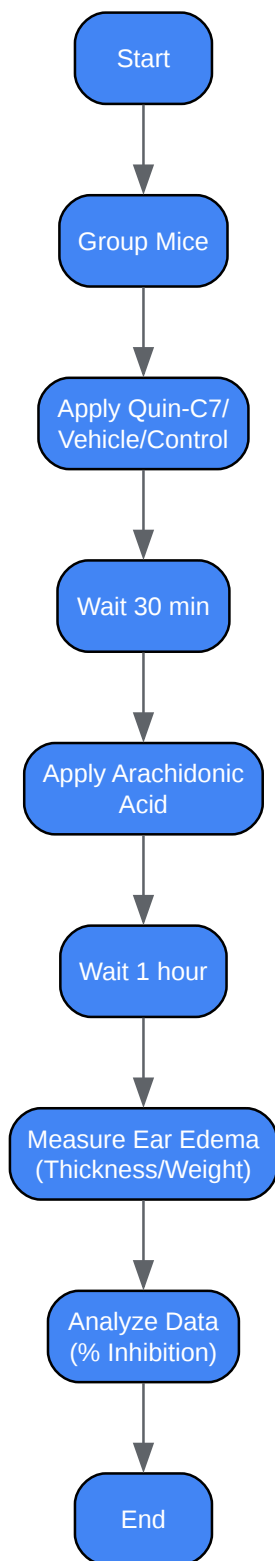 Start
Group Mice
Apply Quin-C7/
Vehicle/Control
Wait 30 min
Apply Arachidonic
Acid
Wait 1 hour
Measure Ear Edema
(Thickness/Weight)
Analyze Data
(% Inhibition)
End